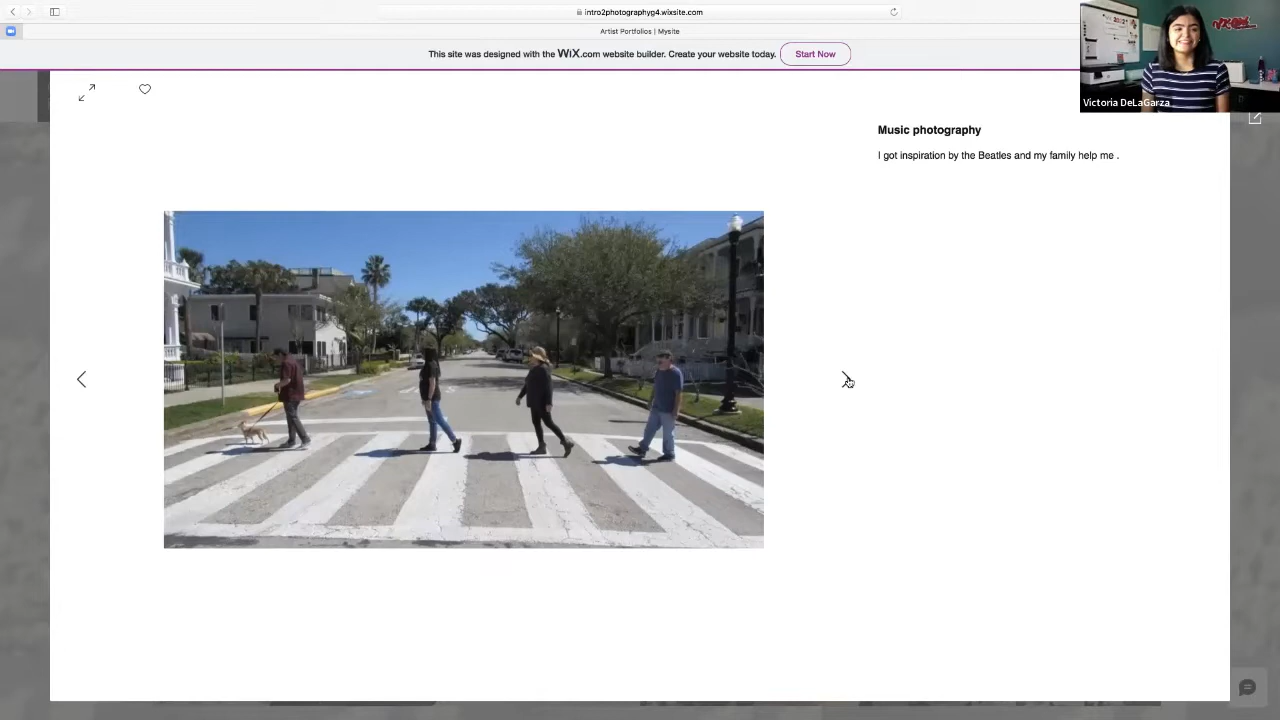 intro2photographyg4.wixsite.com
Artist Portfolios | Mysite
This site was designed with the WiX.com website builder. Create your website today.
Start Now
Victoria DeLaGarza
Music photography
I got inspiration by the Beatles and my family help me .